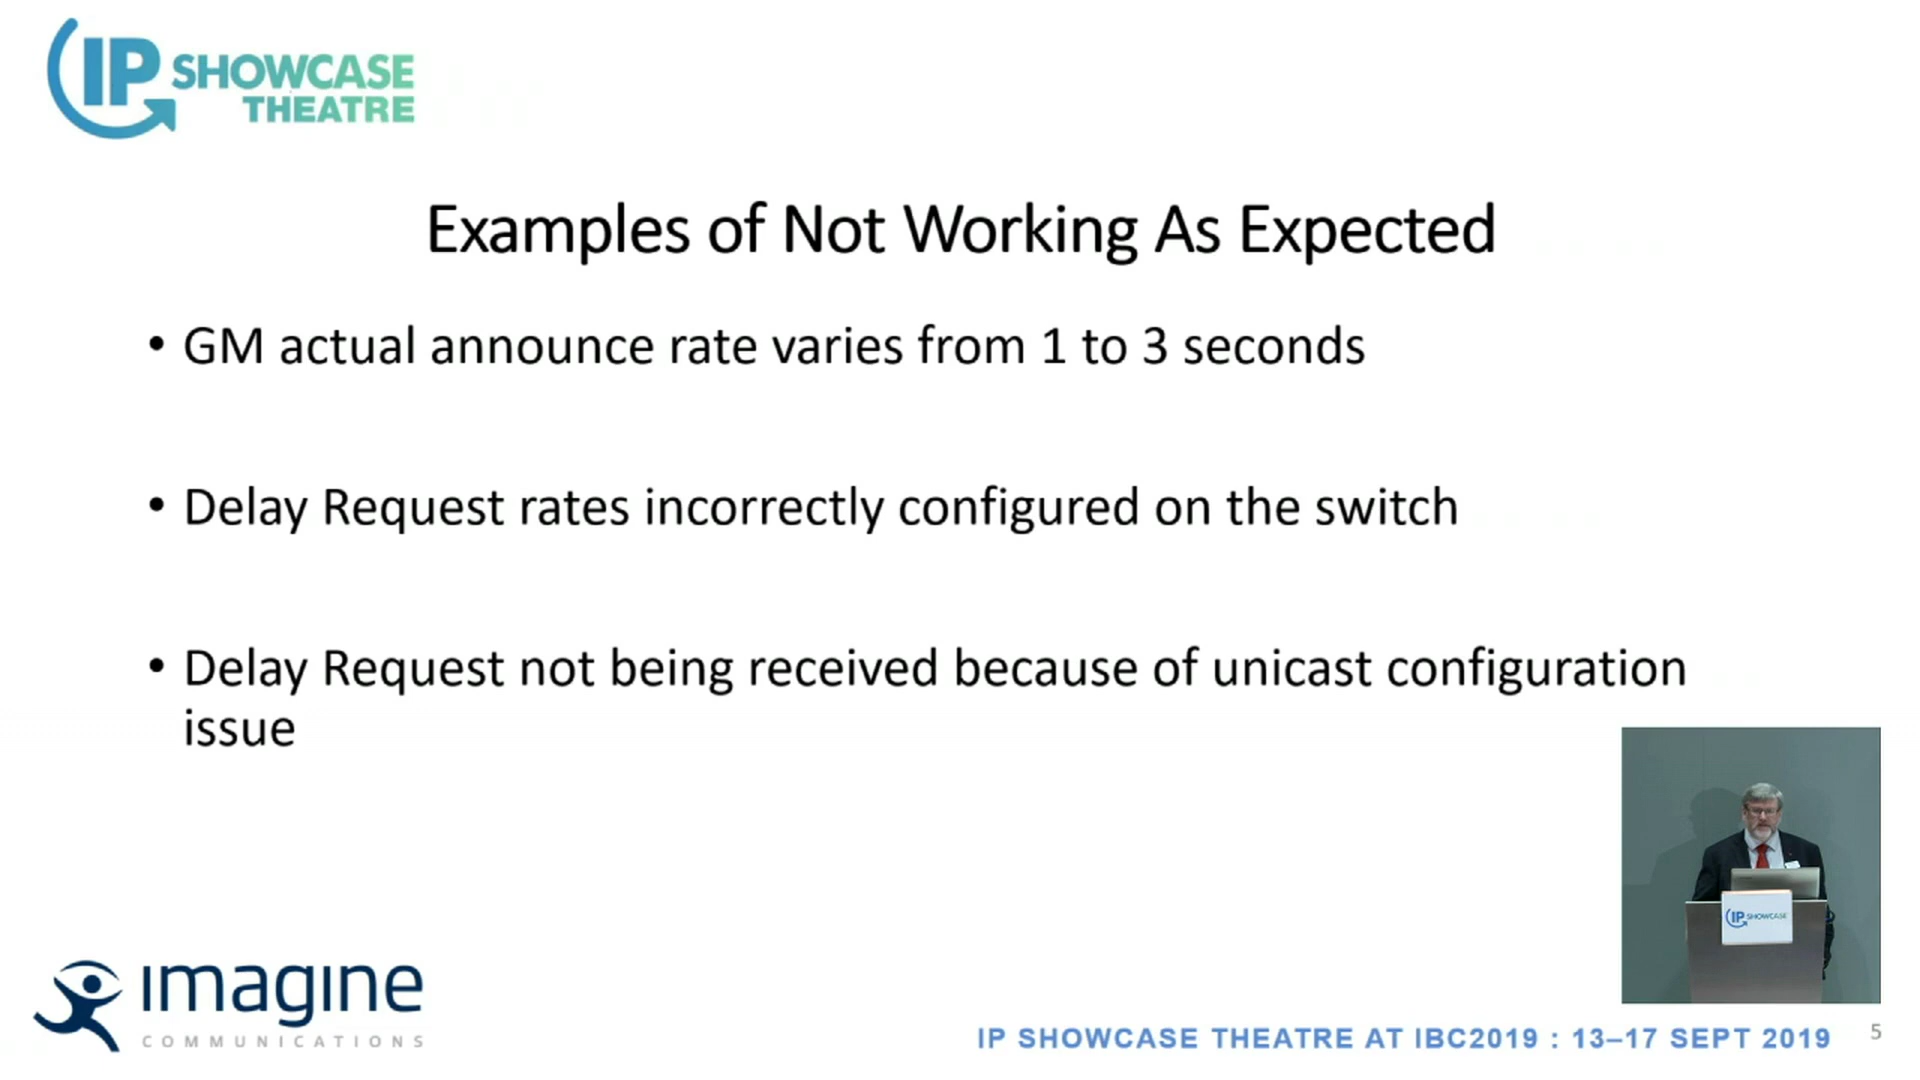 IP SHOWCASE
THEATRE
Examples of Not Working As Expected
• GM actual announce rate varies from 1 to 3 seconds
• Delay Request rates incorrectly configured on the switch
• Delay Request not being received because of unicast configuration
issue
IP SHOWCASE
imagine
COMMUNICATIONS
IP SHOWCASE THEATRE AT IBC2019 : 13–17 SEPT 2019
5